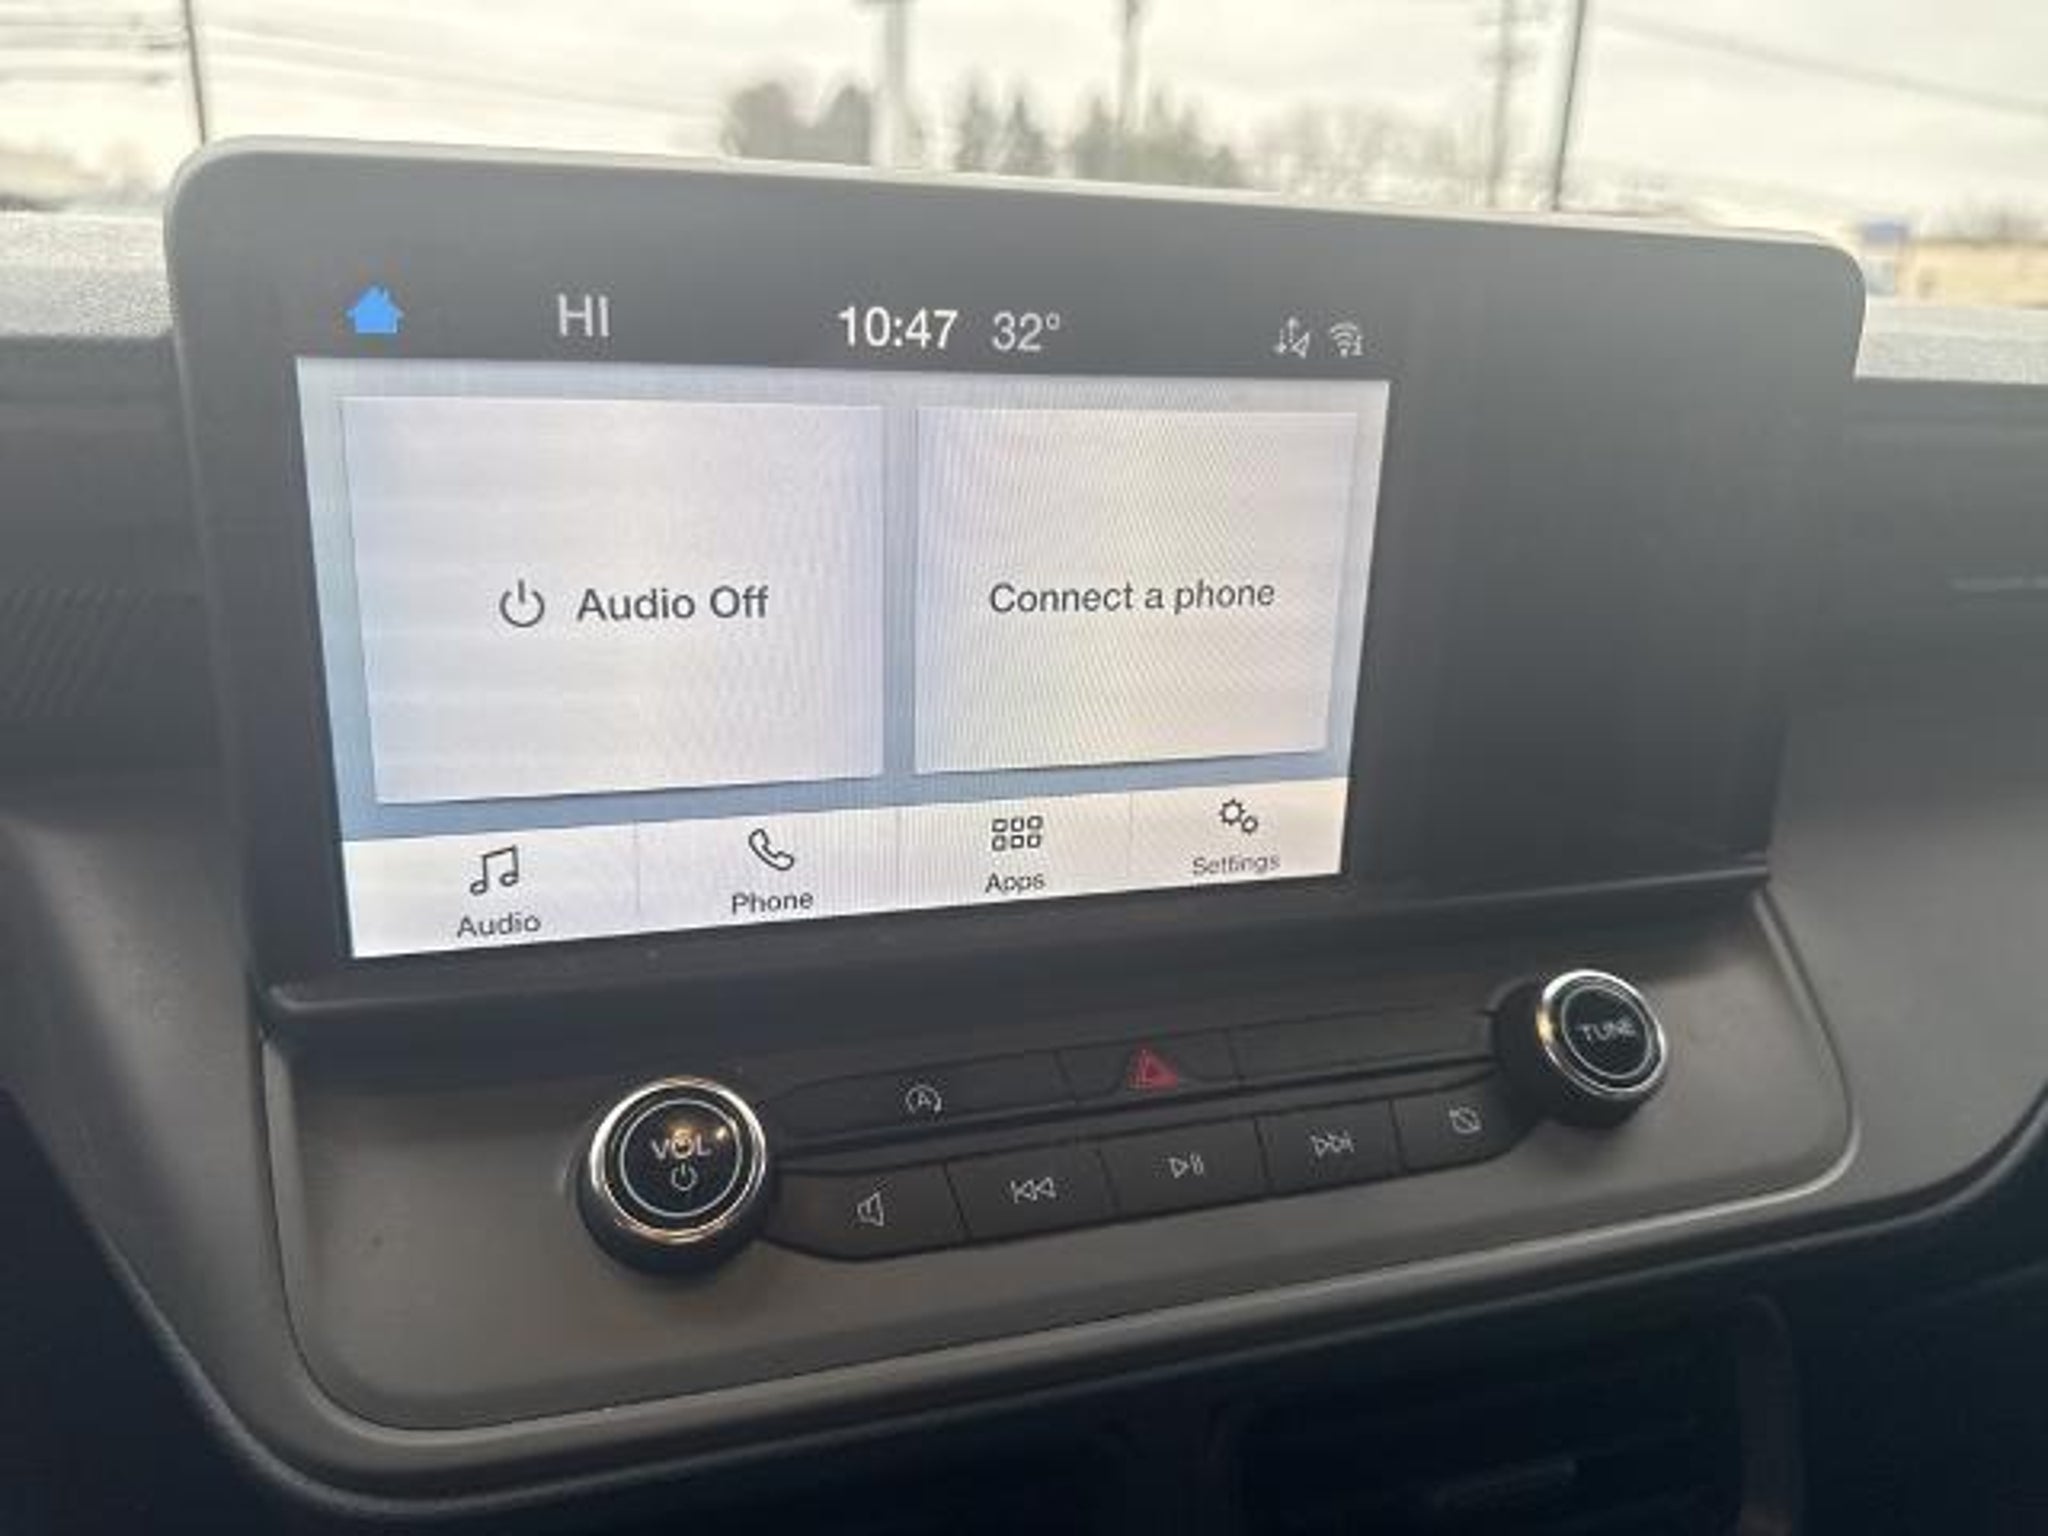 HI 10:47 32°
Audio Off
Connect a phone
Audio
Phone
Apps
Settings
VOL
A
TUNE